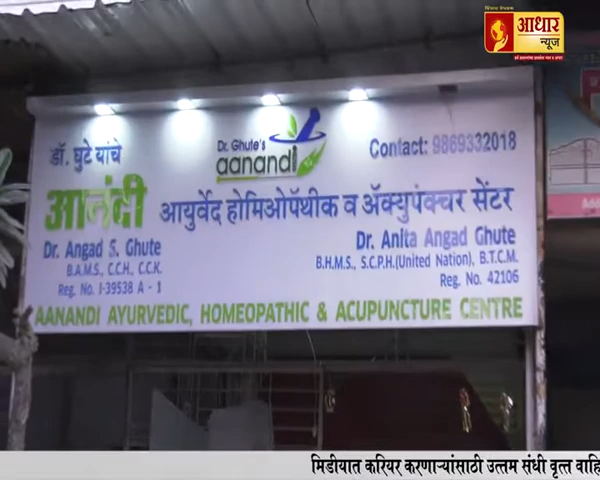 आधार
न्यूज
Dr. Ghute's
aanandi
Contact: 9869332018
डॉ. घुटे यांचे
आनंदी आयुर्वेद होमिओपॅथीक व ॲक्युपंक्चर सेंटर
Dr. Angad S. Ghute
B.A.M.S., C.C.H., C.C.K.
Reg. No. I-39538 A - 1
Dr. Anita Angad Ghute
B.H.M.S., S.C.P.H.(United Nation), B.T.C.M.
Reg. No. 42106
AANANDI AYURVEDIC, HOMEOPATHIC & ACUPUNCTURE CENTRE
मिडीयात करियर करणाऱ्यांसाठी उत्तम संधी वृत्त वाहि